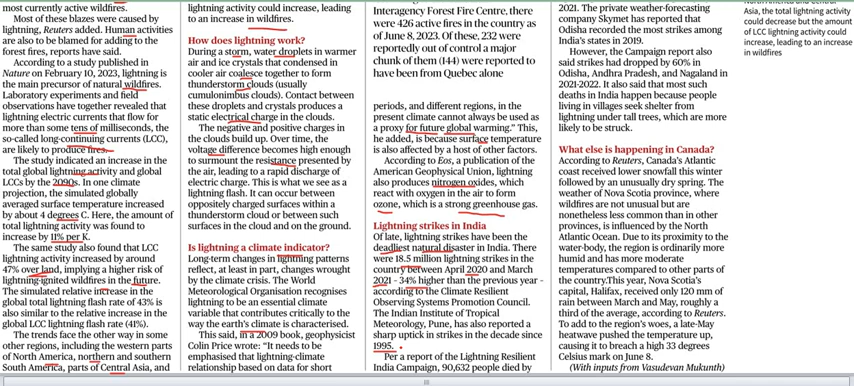 most currently active wildfires.
Most of these blazes were caused by
lightning, Reuters added. Human activities
are also to be blamed for adding to the
forest fires, reports have said.
According to a study published in
Nature on February 10, 2023, lightning is
the main precursor of natural wildfires.
Laboratory experiments and field
observations have together revealed that
lightning electric currents that flow for
more than some tens of milliseconds, the
so-called long-continuing currents (LCC),
are likely to produce fires.
The study indicated an increase in the
total lightning activity and global
LCCs by the 2090s. In one climate
projection, the simulated globally
averaged surface temperature increased
by about 4 degrees C. Here, the amount of
total lightning activity was found to
increase by 11% per K.
The same study also found that LCC
lightning activity increased by around
47% over land, implying a higher risk of
lightning-ignited wildfires in the future.
The simulated relative increase in the
global total lightning flash rate of 43% is
also similar to the relative increase in the
global LCC lightning flash rate (41%).
The trends face the other way in some
other regions, including the western parts
of North America, northern and southern
South America, parts of Central Asia, and
lightning activity could increase, leading
to an increase in wildfires.
How does lightning work?
During a storm, water droplets in warmer
air and ice crystals that condensed in
cooler air coalesce together to form
thunderstorm clouds (usually
cumulonimbus clouds). Contact between
these droplets and crystals produces a
static electrical charge in the clouds.
The negative and positive charges in
the clouds build up. Over time, the
voltage difference becomes high enough
to surmount the resistance presented by
the air, leading to a rapid discharge of
electric charge. This is what we see as a
lightning flash. It can occur between
oppositely charged surfaces within a
thunderstorm cloud or between such
surfaces in the cloud and on the ground.
Is lightning a climate indicator?
Long-term changes in lightning patterns
reflect, at least in part, changes wrought
by the climate crisis. The World
Meteorological Organisation recognises
lightning to be an essential climate
variable that contributes critically to the
way the earth's climate is characterised.
This said, in a 2009 book, geophysicist
Colin Price wrote: "It needs to be
emphasised that lightning-climate
relationship based on data for short
Interagency Forest Fire Centre, there
were 426 active fires in the country as
of June 8, 2023. Of these, 232 were
reportedly out of control a major
chunk of them (144) were reported to
have been from Quebec alone
periods, and different regions, in the
present climate cannot always be used as
a proxy for future global warming." This,
he added, is because surface temperature
is also affected by a host of other factors.
According to Eos, a publication of the
American Geophysical Union, lightning
also produces nitrogen oxides, which
react with oxygen in the air to form
ozone, which is a strong greenhouse gas.
Lightning strikes in India
Of late, lightning strikes have been the
deadliest natural disaster in India. There
were 18.5 million lightning strikes in the
country between April 2020 and March
2021 – 34% higher than the previous year –
according to the Climate Resilient
Observing Systems Promotion Council.
The Indian Institute of Tropical
Meteorology, Pune, has also reported a
sharp uptick in strikes in the decade since
1995.
Per a report of the Lightning Resilient
India Campaign, 90,632 people died by
2021. The private weather-forecasting
company Skymet has reported that
Odisha recorded the most strikes among
India's states in 2019.
However, the Campaign report also
said strikes had dropped by 60% in
Odisha, Andhra Pradesh, and Nagaland in
2021-2022. It also said that most such
deaths in India happen because people
living in villages seek shelter from
lightning under tall trees, which are more
likely to be struck.
What else is happening in Canada?
According to Reuters, Canada's Atlantic
coast received lower snowfall this winter
followed by an unusually dry spring. The
weather of Nova Scotia province, where
wildfires are not unusual but are
nonetheless less common than in other
provinces, is influenced by the North
Atlantic Ocean. Due to its proximity to the
water-body, the region is ordinarily more
humid and has more moderate
temperatures compared to other parts of
the country.This year, Nova Scotia's
capital, Halifax, received only 120 mm of
rain between March and May, roughly a
third of the average, according to Reuters.
To add to the region's woes, a late-May
heatwave pushed the temperature up,
causing it to breach a high 33 degrees
Celsius mark on June 8.
(With inputs from Vasudevan Mukunth)
Asia, the total lightning activity
could decrease but the amount
of LCC lightning activity could
increase, leading to an increase
in wildfires